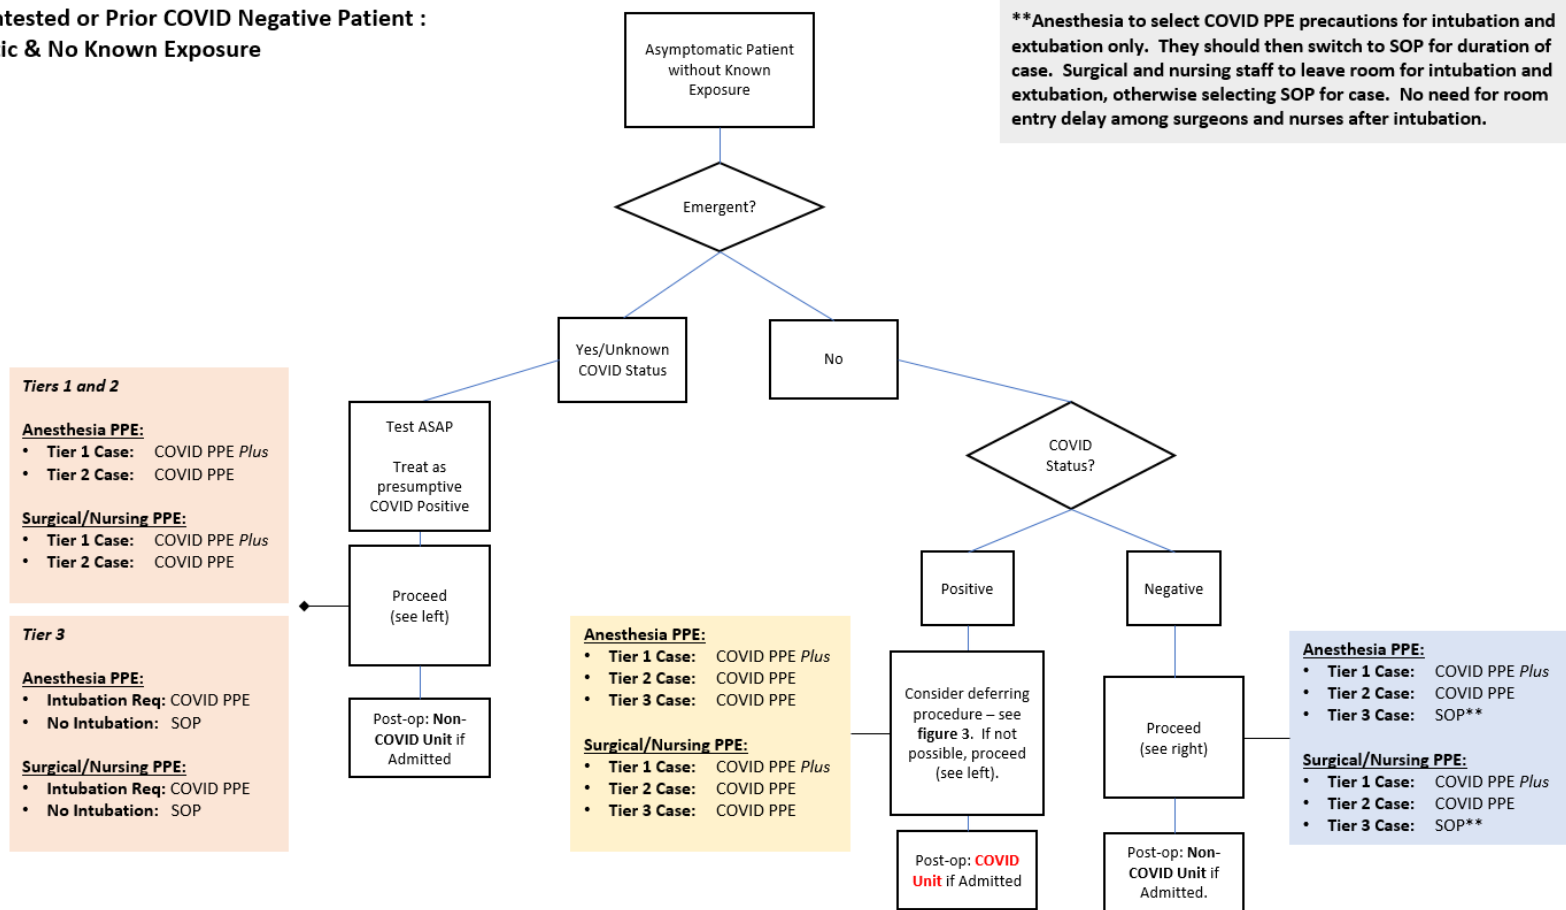 tested or Prior COVID Negative Patient :
tic & No Known Exposure
Asymptomatic Patient
without Known
Exposure
**Anesthesia to select COVID PPE precautions for intubation and
extubation only. They should then switch to SOP for duration of
case. Surgical and nursing staff to leave room for intubation and
extubation, otherwise selecting SOP for case. No need for room
entry delay among surgeons and nurses after intubation.
Emergent?
Yes/Unknown
COVID Status
No
Tiers 1 and 2
Anesthesia PPE:
• Tier 1 Case: COVID PPE Plus
• Tier 2 Case: COVID PPE
Surgical/Nursing PPE:
• Tier 1 Case: COVID PPE Plus
• Tier 2 Case: COVID PPE
Tier 3
Anesthesia PPE:
• Intubation Req: COVID PPE
• No Intubation: SOP
Surgical/Nursing PPE:
• Intubation Req: COVID PPE
• No Intubation: SOP
Test ASAP
Treat as
presumptive
COVID Positive
Proceed
(see left)
Post-op: Non-
COVID Unit if
Admitted
COVID
Status?
Positive
Negative
Anesthesia PPE:
• Tier 1 Case: COVID PPE Plus
• Tier 2 Case: COVID PPE
• Tier 3 Case: COVID PPE
Surgical/Nursing PPE:
• Tier 1 Case: COVID PPE Plus
• Tier 2 Case: COVID PPE
• Tier 3 Case: COVID PPE
Consider deferring
procedure – see
figure 3. If not
possible, proceed
(see left).
Post-op: COVID
Unit if Admitted
Proceed
(see right)
Post-op: Non-
COVID Unit if
Admitted.
Anesthesia PPE:
• Tier 1 Case: COVID PPE Plus
• Tier 2 Case: COVID PPE
• Tier 3 Case: SOP**
Surgical/Nursing PPE:
• Tier 1 Case: COVID PPE Plus
• Tier 2 Case: COVID PPE
• Tier 3 Case: SOP**